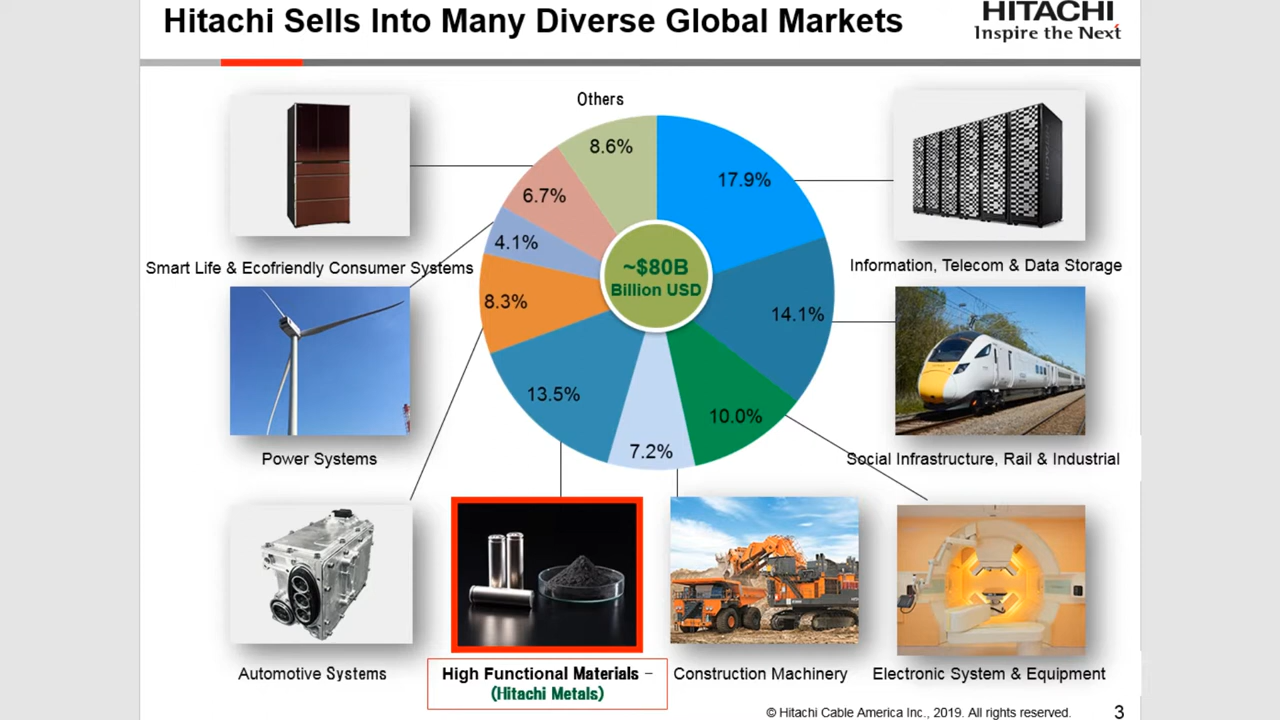 Hitachi Sells Into Many Diverse Global Markets
HITACHI
Inspire the Next
Others
8.6%
17.9%
6.7%
4.1%
14.1%
8.3%
13.5%
10.0%
7.2%
~$80B
Billion USD
Smart Life & Ecofriendly Consumer Systems
Information, Telecom & Data Storage
Power Systems
Social Infrastructure, Rail & Industrial
Automotive Systems
High Functional Materials –
(Hitachi Metals)
Construction Machinery
Electronic System & Equipment
© Hitachi Cable America Inc., 2019. All rights reserved.
3